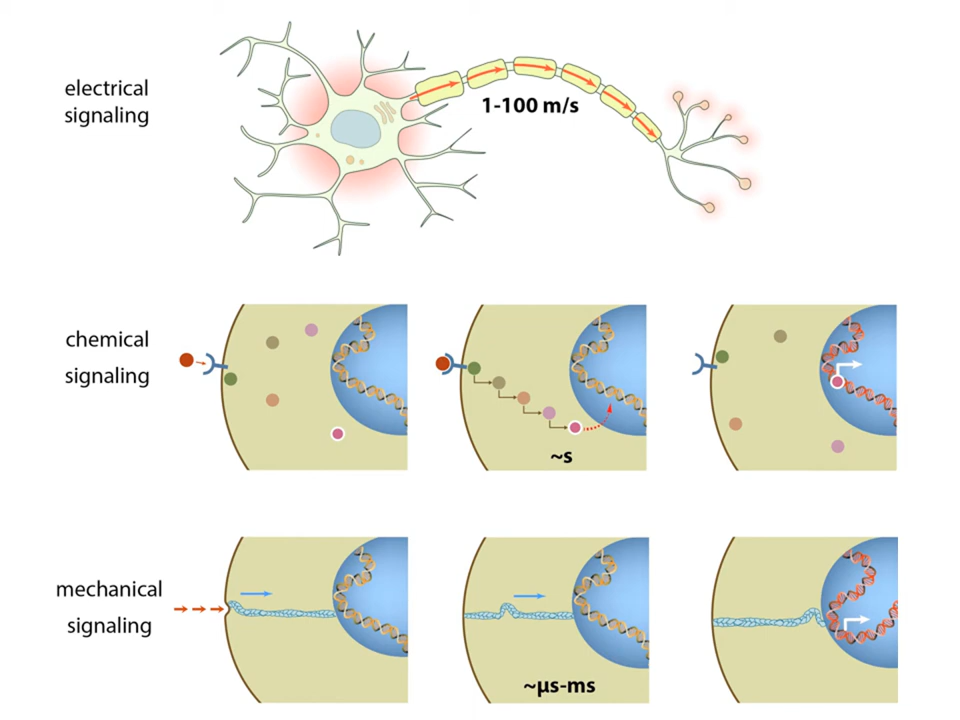 electrical
signaling
1-100 m/s
chemical
signaling
~s
mechanical
signaling
~μs-ms